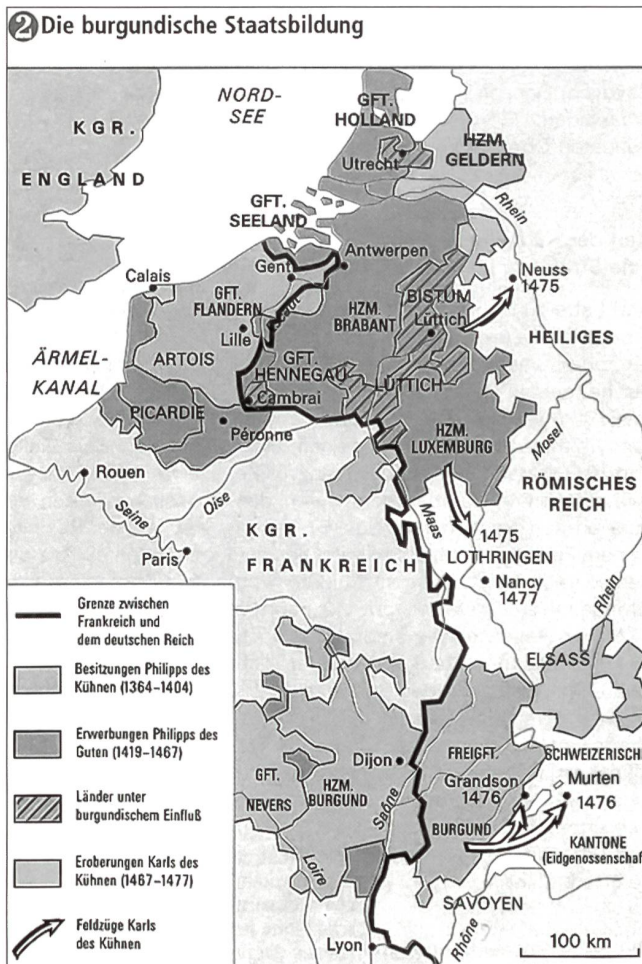 2 Die burgundische Staatsbildung
NORD-
SEE
KGR.
ENGLAND
GFT.
HOLLAND
Utrecht
HZM.
GELDERN
Rhein
GFT.
SEELAND
Antwerpen
Gent
Calais
GFT.
FLANDERN
Lille
HZM.
BRABANT
BISTUM
Lüttich
LÜTTICH
Neuss
1475
HEILIGES
RÖMISCHES
REICH
ÄRMEL-
KANAL
ARTOIS
GFT.
HENNEGAU
Cambrai
PICARDIE
Péronne
HZM.
LUXEMBURG
Mosel
Rouen
Seine
Oise
Paris
KGR.
FRANKREICH
Maas
1475
LOTHRINGEN
Nancy
1477
Rhein
ELSASS
Dijon
GFT.
NEVERS
HZM.
BURGUND
Saône
Loire
FREIGFT.
BURGUND
Grandson
1476
SCHWEIZERISCHE
Murten
1476
KANTONE
(Eidgenossenschaf
SAVOYEN
Rhône
Lyon
100 km
Grenze zwischen
Frankreich und
dem deutschen Reich
Besitzungen Philipps des
Kühnen (1364–1404)
Erwerbungen Philipps des
Guten (1419–1467)
Länder unter
burgundischem Einfluß
Eroberungen Karls des
Kühnen (1467–1477)
Feldzüge Karls
des Kühnen